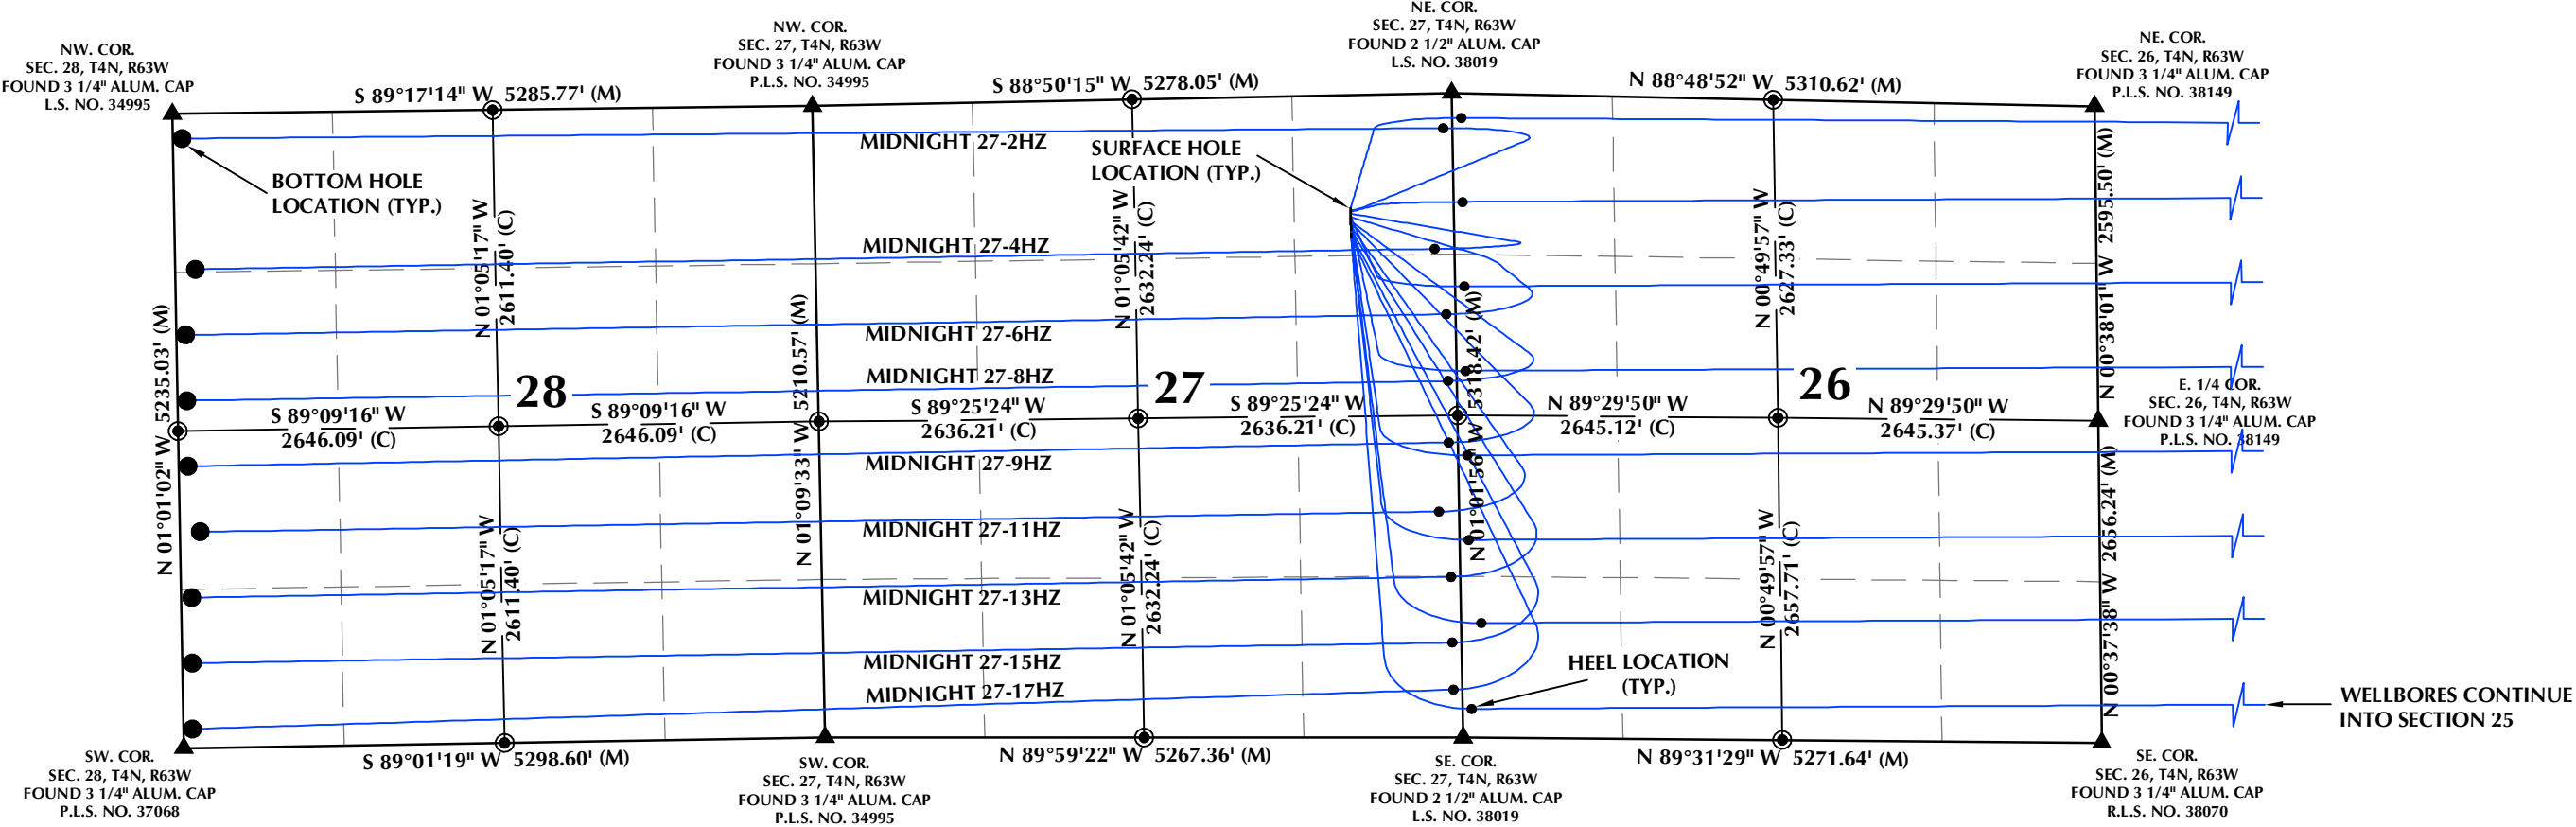 NW. COR.
SEC. 28, T4N, R63W
FOUND 3 1/4" ALUM. CAP
L.S. NO. 34995
NW. COR.
SEC. 27, T4N, R63W
FOUND 3 1/4" ALUM. CAP
P.L.S. NO. 34995
NE. COR.
SEC. 27, T4N, R63W
FOUND 2 1/2" ALUM. CAP
L.S. NO. 38019
NE. COR.
SEC. 26, T4N, R63W
FOUND 3 1/4" ALUM. CAP
P.L.S. NO. 38149
S 89°17'14" W 5285.77' (M)
S 88°50'15" W 5278.05' (M)
N 88°48'52" W 5310.62' (M)
MIDNIGHT 27-2HZ
SURFACE HOLE
LOCATION (TYP.)
BOTTOM HOLE
LOCATION (TYP.)
N 01°05'17" W
2611.40' (C)
N 01°05'42" W
2632.24' (C)
N 00°49'57" W
2627.33' (C)
N 00°38'01" W 2595.50' (M)
MIDNIGHT 27-4HZ
MIDNIGHT 27-6HZ
MIDNIGHT 27-8HZ
N 01°01'02" W 5235.03' (M)
N 01°09'33" W 5210.57' (M)
N 01°01'56" W 5318.42' (M)
28
27
26
E. 1/4 COR.
SEC. 26, T4N, R63W
FOUND 3 1/4" ALUM. CAP
P.L.S. NO. 38149
S 89°09'16" W
2646.09' (C)
S 89°09'16" W
2646.09' (C)
S 89°25'24" W
2636.21' (C)
S 89°25'24" W
2636.21' (C)
N 89°29'50" W
2645.12' (C)
N 89°29'50" W
2645.37' (C)
MIDNIGHT 27-9HZ
MIDNIGHT 27-11HZ
MIDNIGHT 27-13HZ
MIDNIGHT 27-15HZ
MIDNIGHT 27-17HZ
N 01°05'17" W
2611.40' (C)
N 01°05'42" W
2632.24' (C)
N 00°49'57" W
2657.71' (C)
N 00°37'38" W 2656.24' (M)
HEEL LOCATION
(TYP.)
WELLBORES CONTINUE
INTO SECTION 25
S 89°01'19" W 5298.60' (M)
N 89°59'22" W 5267.36' (M)
N 89°31'29" W 5271.64' (M)
SW. COR.
SEC. 28, T4N, R63W
FOUND 3 1/4" ALUM. CAP
P.L.S. NO. 37068
SW. COR.
SEC. 27, T4N, R63W
FOUND 3 1/4" ALUM. CAP
P.L.S. NO. 34995
SE. COR.
SEC. 27, T4N, R63W
FOUND 2 1/2" ALUM. CAP
L.S. NO. 38019
SE. COR.
SEC. 26, T4N, R63W
FOUND 3 1/4" ALUM. CAP
R.L.S. NO. 38070